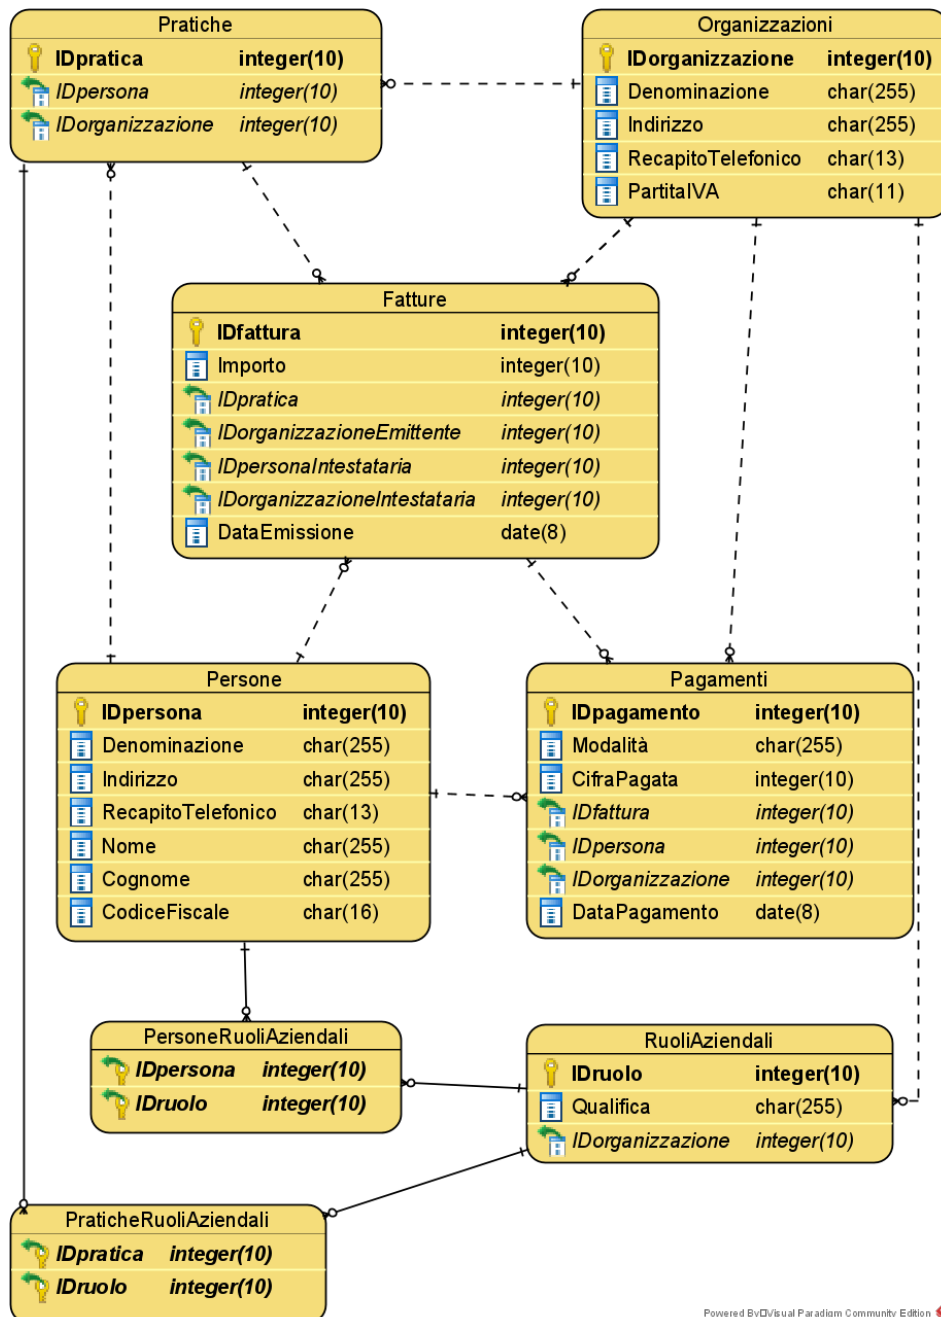 Pratiche
IDpratica integer(10)
IDpersona integer(10)
IDorganizzazione integer(10)
Organizzazioni
IDorganizzazione integer(10)
Denominazione char(255)
Indirizzo char(255)
RecapitoTelefonico char(13)
PartitaIVA char(11)
Fatture
IDfattura integer(10)
Importo integer(10)
IDpratica integer(10)
IDorganizzazioneEmittente integer(10)
IDpersonaIntestataria integer(10)
IDorganizzazioneIntestataria integer(10)
DataEmissione date(8)
Persone
IDpersona integer(10)
Denominazione char(255)
Indirizzo char(255)
RecapitoTelefonico char(13)
Nome char(255)
Cognome char(255)
CodiceFiscale char(16)
Pagamenti
IDpagamento integer(10)
Modalità char(255)
CifraPagata integer(10)
IDfattura integer(10)
IDpersona integer(10)
IDorganizzazione integer(10)
DataPagamento date(8)
PersoneRuoliAziendali
IDpersona integer(10)
IDruolo integer(10)
RuoliAziendali
IDruolo integer(10)
Qualifica char(255)
IDorganizzazione integer(10)
PraticheRuoliAziendali
IDpratica integer(10)
IDruolo integer(10)
Powered By Visual Paradigm Community Edition